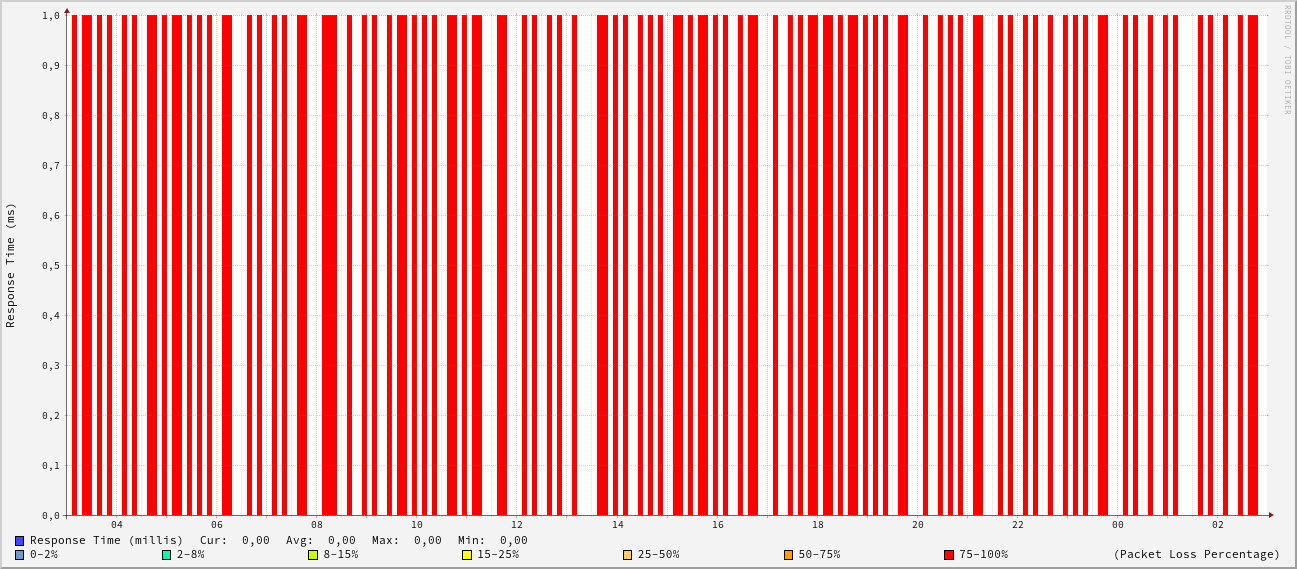 RRDTOOL / TOBI OETIKER
Response Time (ms)
1,0
0,9
0,8
0,7
0,6
0,5
0,4
0,3
0,2
0,1
0,0
04 06 08 10 12 14 16 18 20 22 00 02
Response Time (millis) Cur: 0,00 Avg: 0,00 Max: 0,00 Min: 0,00
0-2% 2-8% 8-15% 15-25% 25-50% 50-75% 75-100% (Packet Loss Percentage)